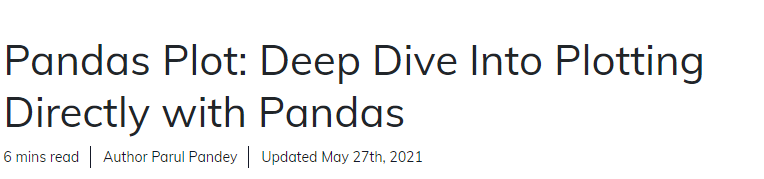 Pandas Plot: Deep Dive Into Plotting
Directly with Pandas
6 mins read | Author Parul Pandey | Updated May 27th, 2021